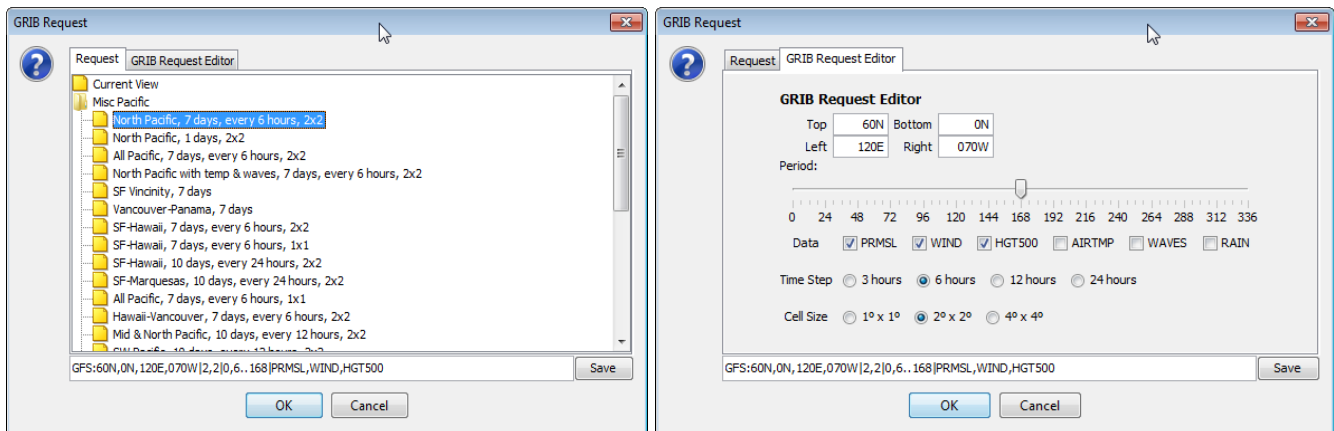 GRIB Request
Request GRIB Request Editor
Current View
Misc Pacific
North Pacific, 7 days, every 6 hours, 2x2
North Pacific, 1 days, 2x2
All Pacific, 7 days, every 6 hours, 2x2
North Pacific with temp & waves, 7 days, every 6 hours, 2x2
SF Vincinity, 7 days
Vancouver-Panama, 7 days
SF-Hawaii, 7 days, every 6 hours, 2x2
SF-Hawaii, 7 days, every 6 hours, 1x1
SF-Hawaii, 10 days, every 24 hours, 2x2
SF-Marquesas, 10 days, every 24 hours, 2x2
All Pacific, 7 days, every 6 hours, 1x1
Hawaii-Vancouver, 7 days, every 6 hours, 2x2
Mid & North Pacific, 10 days, every 12 hours, 2x2
SW Pacific, 10 days, every 12 hours, 2x2
GFS:60N,0N,120E,070W|2,2|0,6..168|PRMSL,WIND,HGT500 Save
OK Cancel
GRIB Request
Request GRIB Request Editor
GRIB Request Editor
Top 60N Bottom 0N
Left 120E Right 070W
Period:
0 24 48 72 96 120 144 168 192 216 240 264 288 312 336
Data PRMSL WIND HGT500 AIRTMP WAVES RAIN
Time Step 3 hours 6 hours 12 hours 24 hours
Cell Size 1º x 1º 2º x 2º 4º x 4º
GFS:60N,0N,120E,070W|2,2|0,6..168|PRMSL,WIND,HGT500 Save
OK Cancel